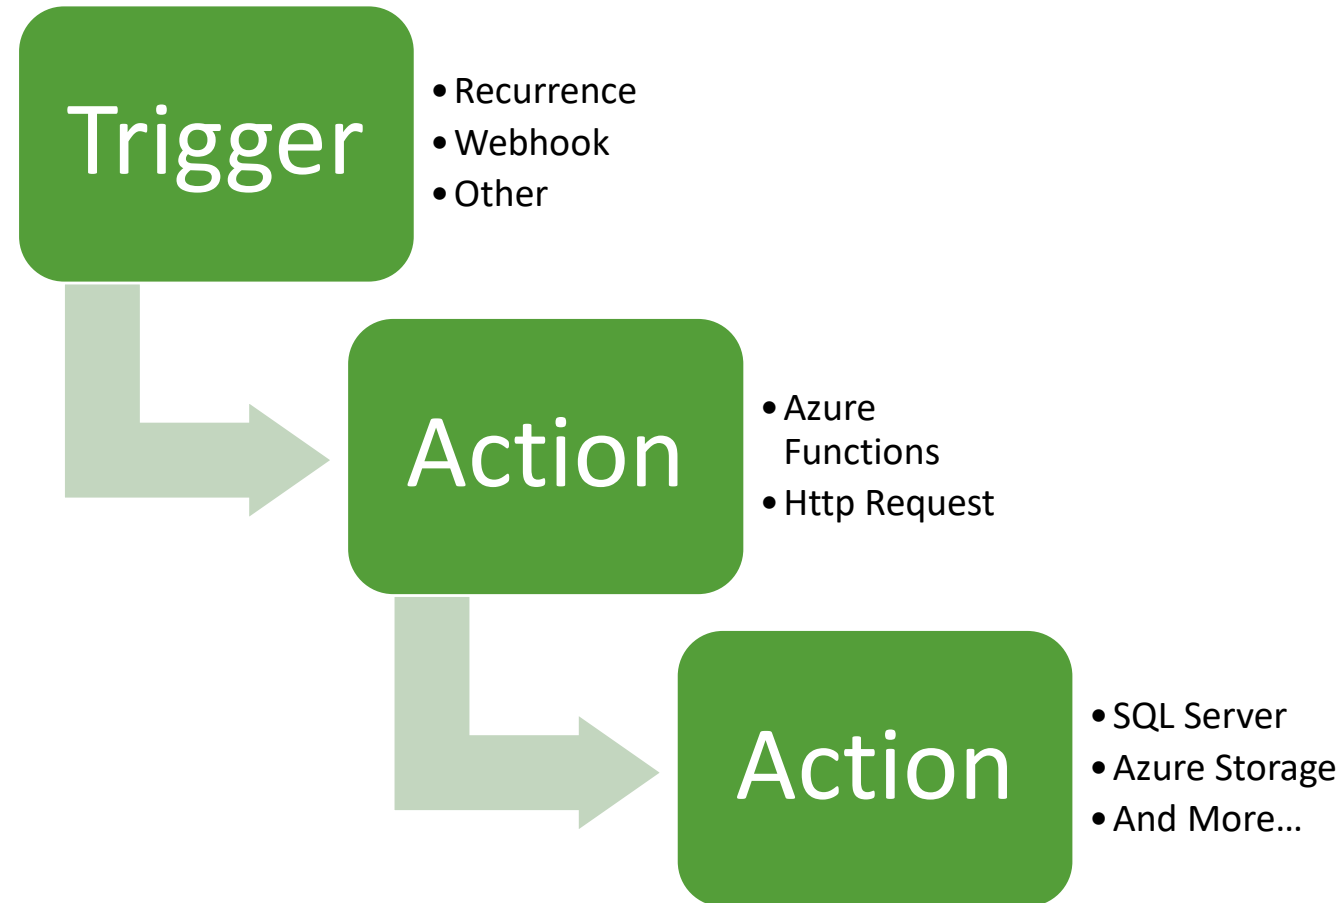 Trigger
•Recurrence
•Webhook
•Other
Action
•Azure
Functions
•Http Request
Action
•SQL Server
•Azure Storage
•And More…